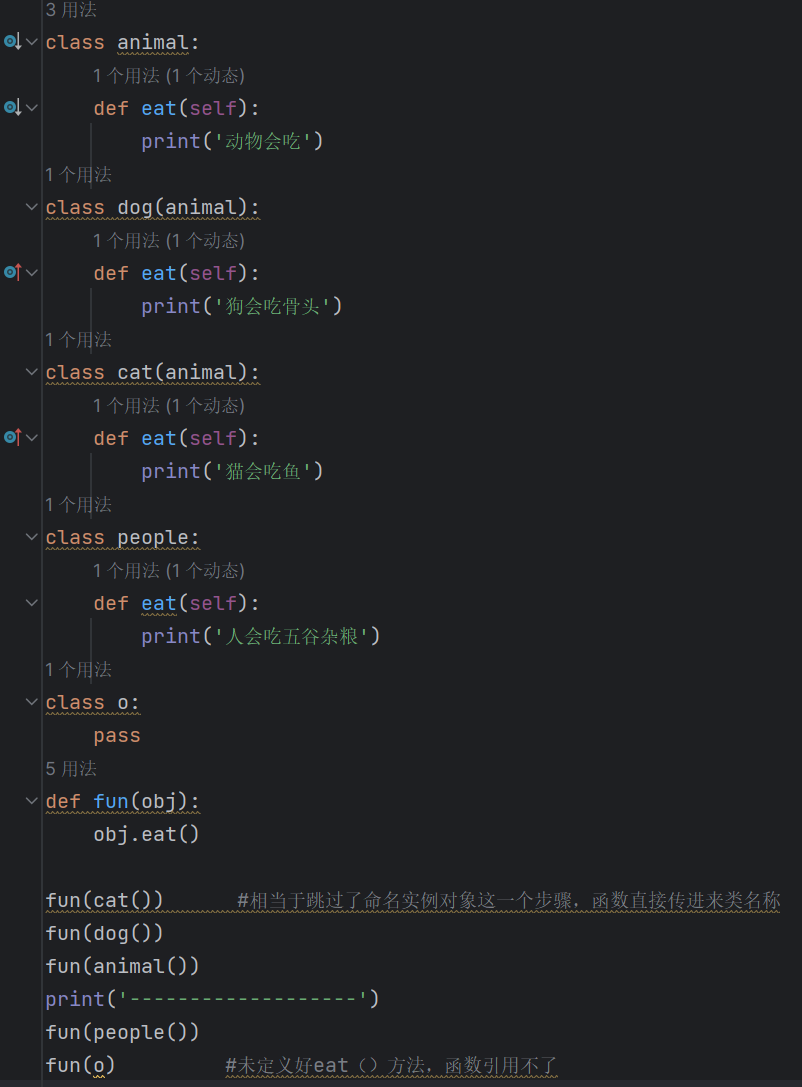 3 用法
class animal:
1 个用法 (1 个动态)
def eat(self):
print('动物会吃')
1 个用法
class dog(animal):
1 个用法 (1 个动态)
def eat(self):
print('狗会吃骨头')
1 个用法
class cat(animal):
1 个用法 (1 个动态)
def eat(self):
print('猫会吃鱼')
1 个用法
class people:
1 个用法 (1 个动态)
def eat(self):
print('人会吃五谷杂粮')
1 个用法
class o:
pass
5 用法
def fun(obj):
obj.eat()
fun(cat())      #相当于跳过了命名实例对象这一个步骤，函数直接传进来类名称
fun(dog())
fun(animal())
print('-------------------')
fun(people())
fun(o)         #未定义好eat（）方法，函数引用不了